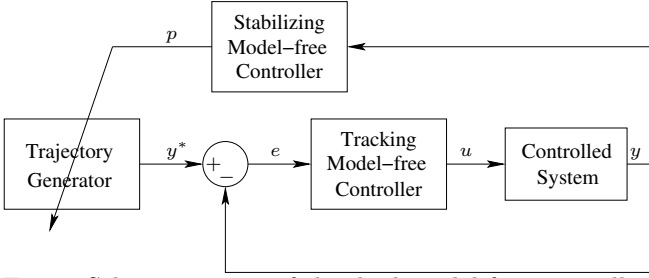 Stabilizing
Model−free
Controller
p
Trajectory
Generator
y*
+
−
e
Tracking
Model−free
Controller
u
Controlled
System
y